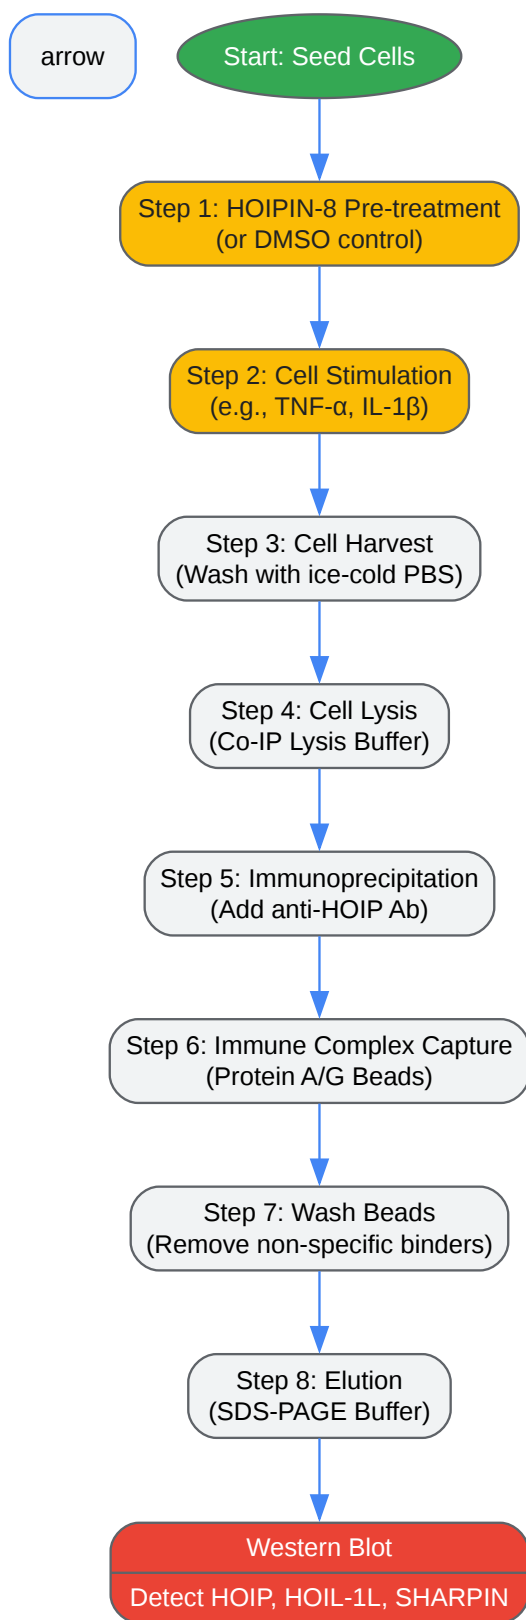 arrow
Start: Seed Cells
Step 1: HOIPIN-8 Pre-treatment
(or DMSO control)
Step 2: Cell Stimulation
(e.g., TNF-α, IL-1β)
Step 3: Cell Harvest
(Wash with ice-cold PBS)
Step 4: Cell Lysis
(Co-IP Lysis Buffer)
Step 5: Immunoprecipitation
(Add anti-HOIP Ab)
Step 6: Immune Complex Capture
(Protein A/G Beads)
Step 7: Wash Beads
(Remove non-specific binders)
Step 8: Elution
(SDS-PAGE Buffer)
Western Blot
Detect HOIP, HOIL-1L, SHARPIN